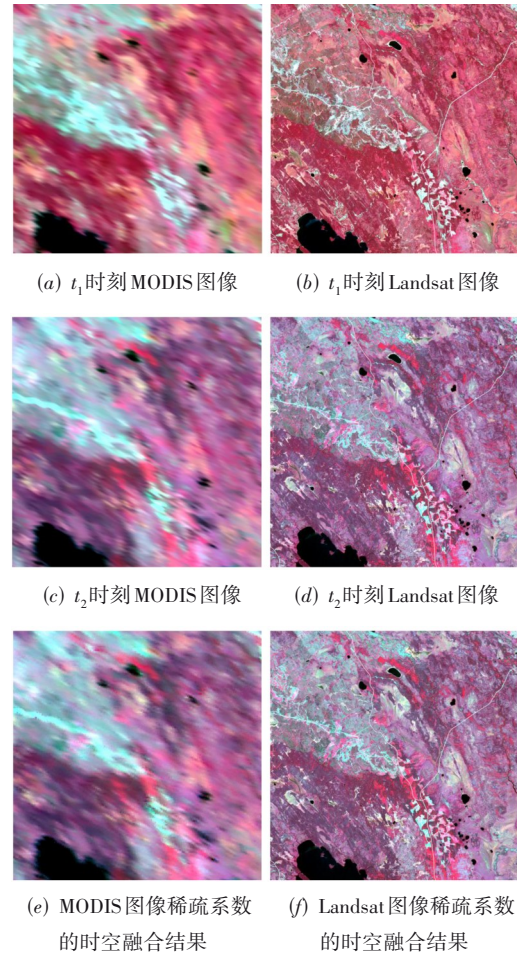 (a) t₁时刻MODIS图像
(b) t₁时刻Landsat图像
(c) t₂时刻MODIS图像
(d) t₂时刻Landsat图像
(e) MODIS图像稀疏系数
的时空融合结果
(f) Landsat图像稀疏系数
的时空融合结果